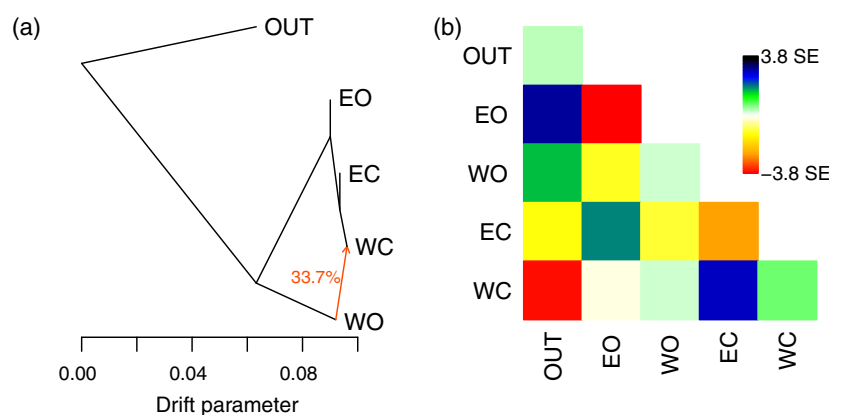 (a)
OUT
EO
EC
WC
33.7%
WO
0.00 0.04 0.08
Drift parameter
(b)
3.8 SE
−3.8 SE
OUT
EO
WO
EC
WC
OUT EO WO EC WC